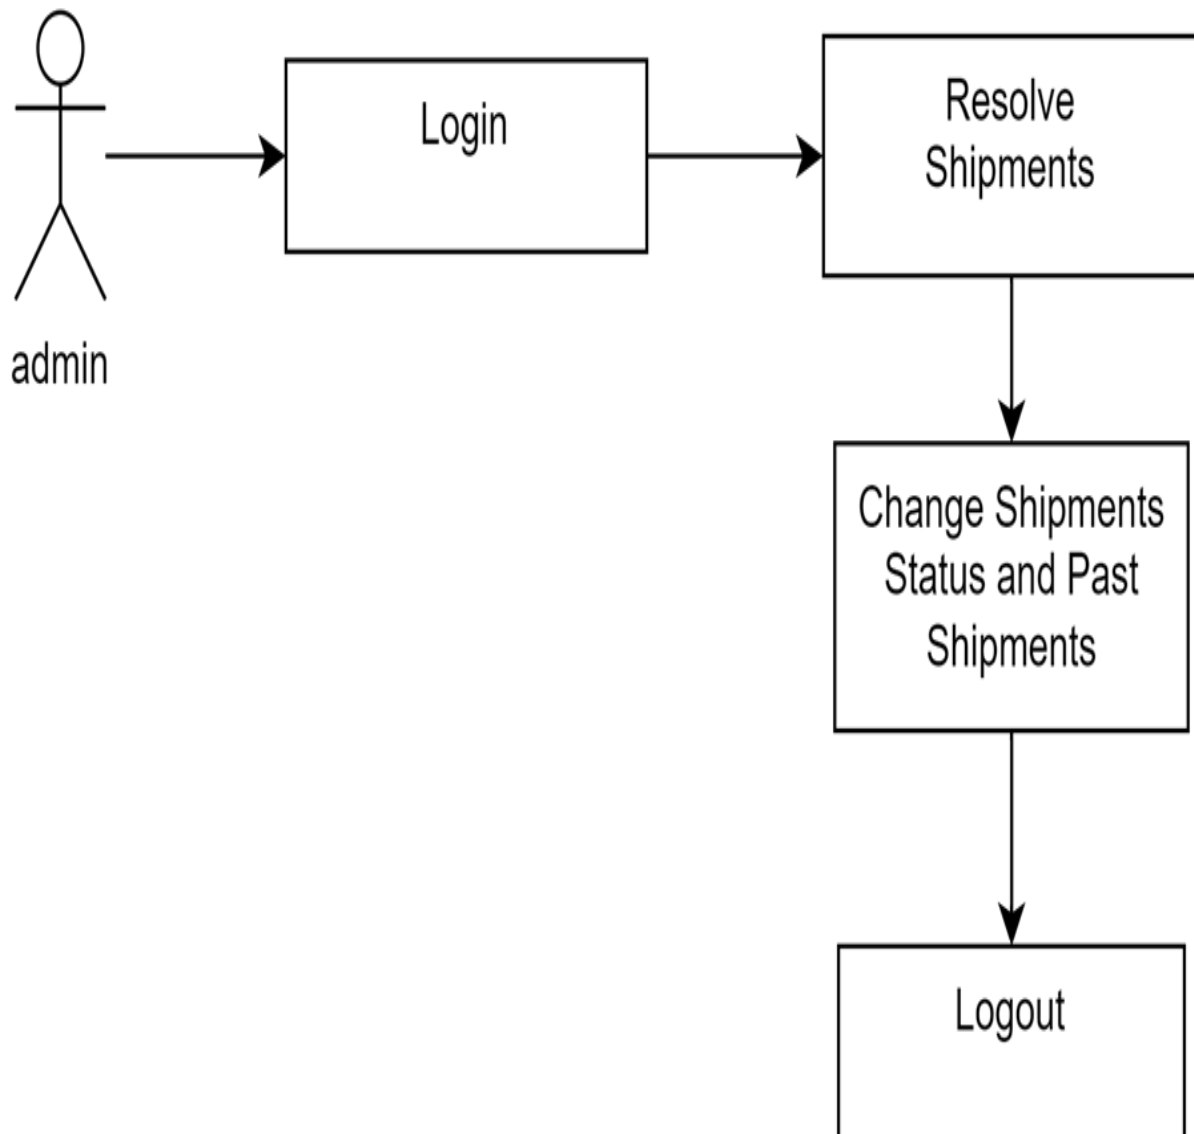 Login
Resolve
Shipments
admin
Change Shipments
Status and Past
Shipments
Logout